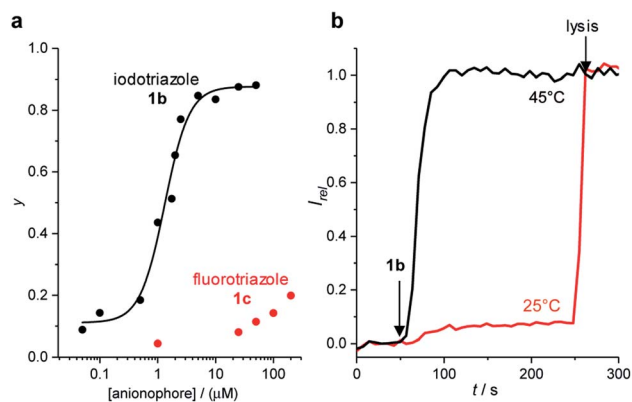 a
1.0
0.8
0.6
0.4
0.2
0.0
y
iodotriazole
1b
fluorotriazole
1c
0.1
1
10
100
[anionophore] / (μM)
b
lysis
1.0
0.8
0.6
0.4
0.2
0.0
Irel
45°C
1b
25°C
0
100
200
300
t / s